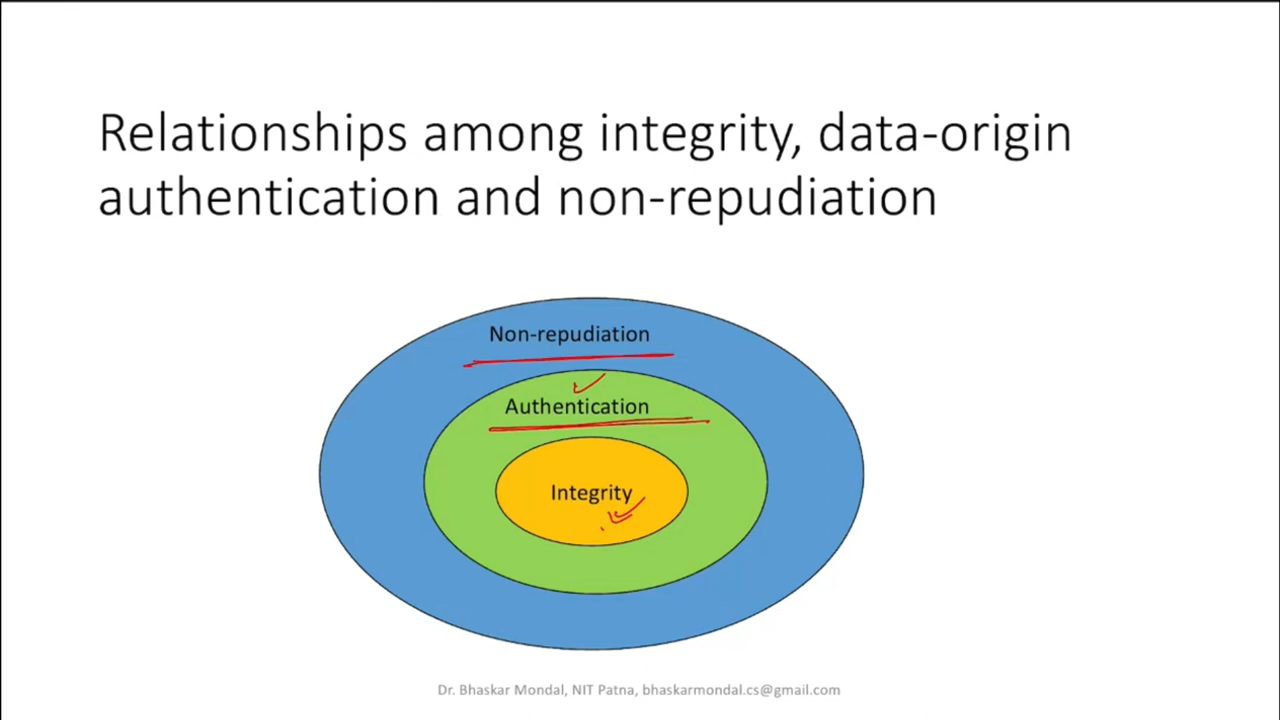 Relationships among integrity, data-origin
authentication and non-repudiation
Non-repudiation
Authentication
Integrity
Dr. Bhaskar Mondal, NIT Patna, bhaskarmondal.cs@gmail.com